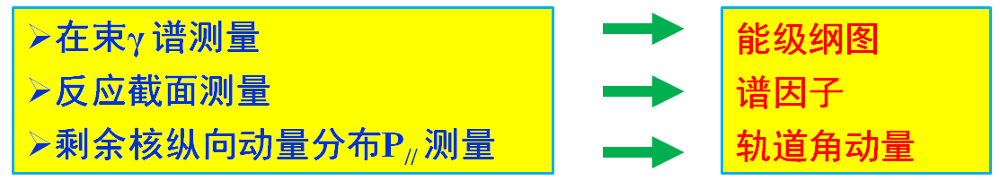 ➢在束γ 谱测量
➢反应截面测量
➢剩余核纵向动量分布P// 测量
能级纲图
谱因子
轨道角动量